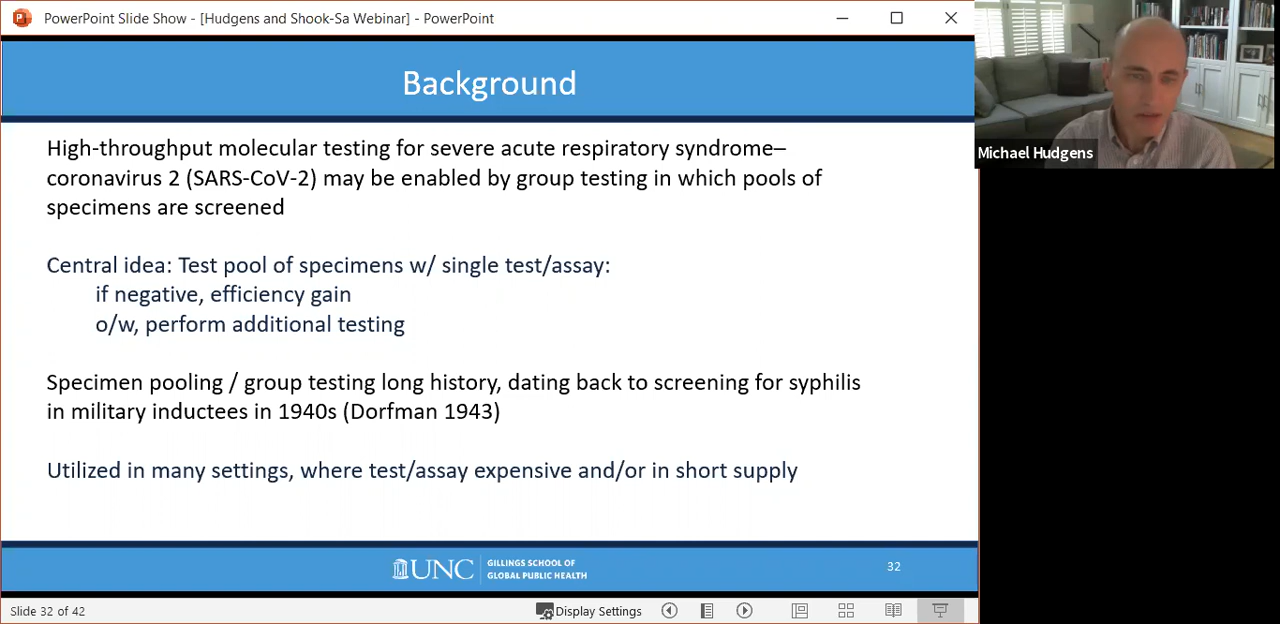 PowerPoint Slide Show - [Hudgens and Shook-Sa Webinar] - PowerPoint
Background
High-throughput molecular testing for severe acute respiratory syndrome–
coronavirus 2 (SARS-CoV-2) may be enabled by group testing in which pools of
specimens are screened
Central idea: Test pool of specimens w/ single test/assay:
if negative, efficiency gain
o/w, perform additional testing
Specimen pooling / group testing long history, dating back to screening for syphilis
in military inductees in 1940s (Dorfman 1943)
Utilized in many settings, where test/assay expensive and/or in short supply
UNC
GILLINGS SCHOOL OF
GLOBAL PUBLIC HEALTH
32
Slide 32 of 42
Display Settings
Michael Hudgens